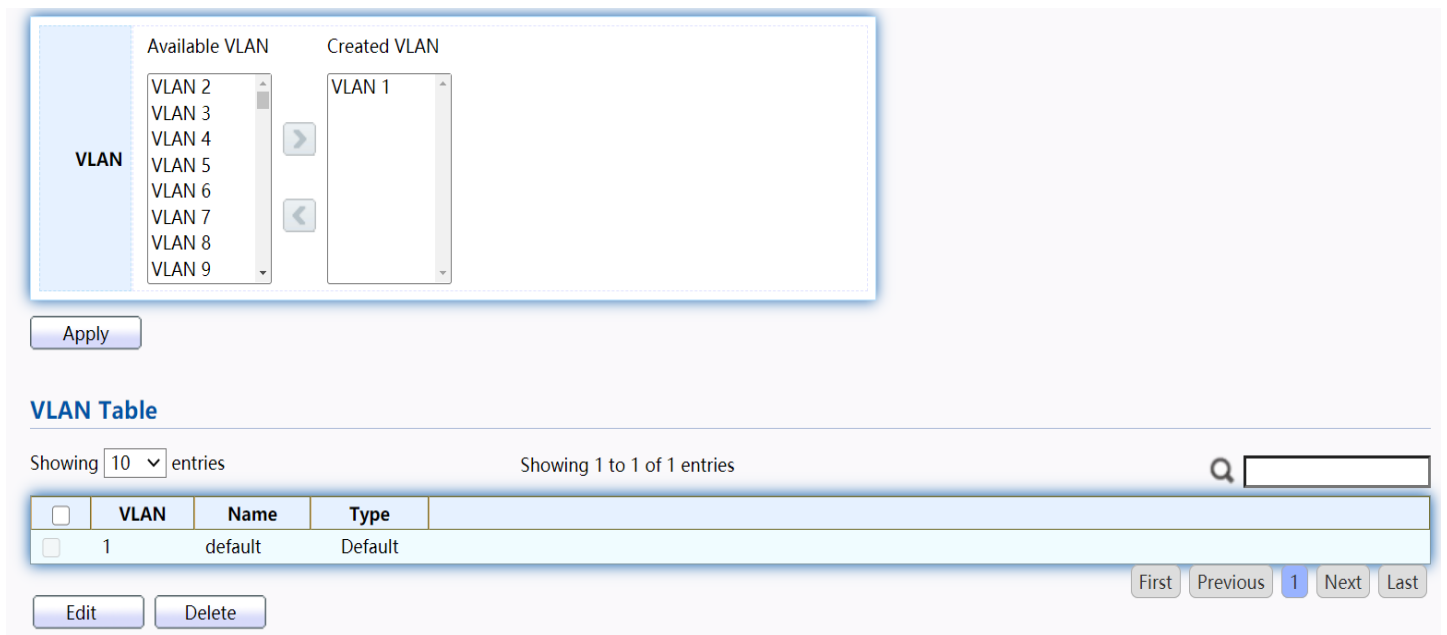 Available VLAN Created VLAN
VLAN 2 VLAN 1
VLAN 3
VLAN 4
VLAN VLAN 5
VLAN 6
VLAN 7
VLAN 8
VLAN 9
Apply
VLAN Table
Showing 10 entries Showing 1 to 1 of 1 entries
VLAN Name Type
1 default Default
First Previous 1 Next Last
Edit Delete